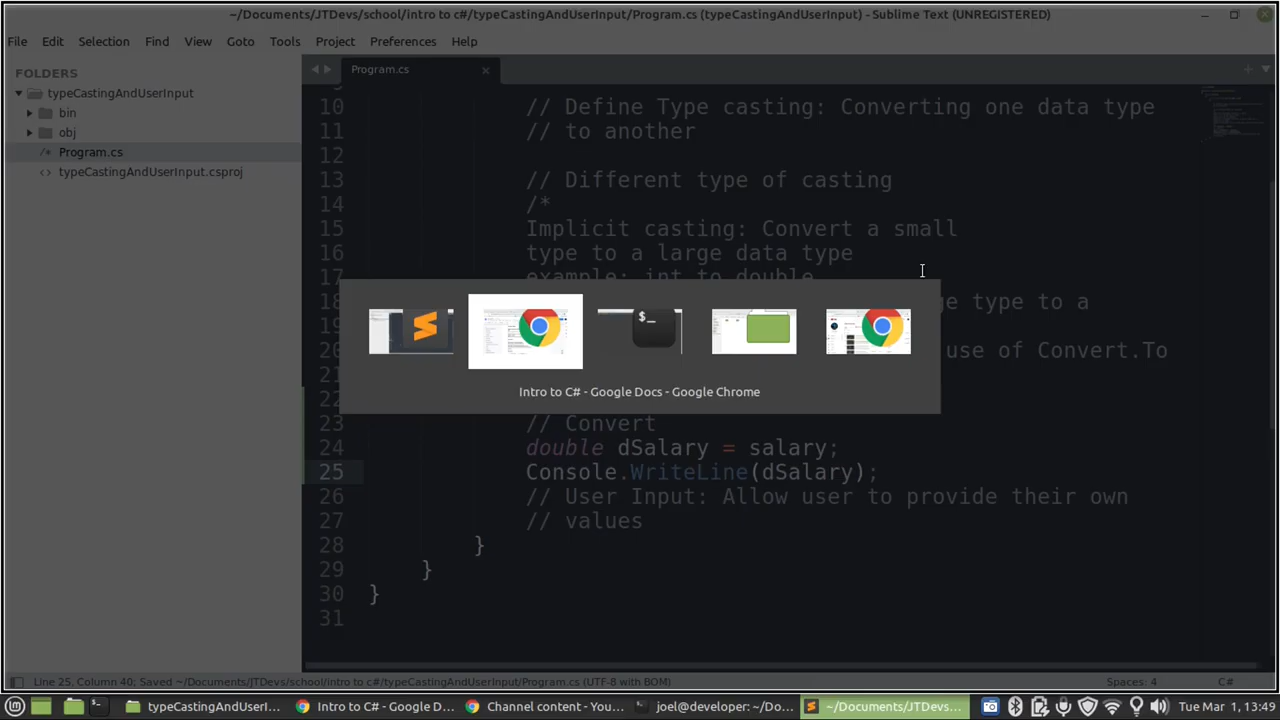 ~/Documents/JTDevs/school/intro to c#/typeCastingAndUserInput/Program.cs (typeCastingAndUserInput) - Sublime Text (UNREGISTERED)
File Edit Selection Find View Goto Tools Project Preferences Help
FOLDERS
typeCastingAndUserInput
bin
obj
/* Program.cs
<> typeCastingAndUserInput.csproj
Program.cs
10 // Define Type casting: Converting one data type
11 // to another
12
13 // Different type of casting
14 /*
15 Implicit casting: Convert a small
16 type to a large data type
17 example: int to double
18 ge type to a
20 use of Convert.To
21
22
23 // Convert
24 double dSalary = salary;
25 Console.WriteLine(dSalary);
26 // User Input: Allow user to provide their own
27 // values
28 }
29 }
30 }
31
$_
Intro to C# - Google Docs - Google Chrome
Line 25, Column 40; Saved ~/Documents/JTDevs/school/intro to c#/typeCastingAndUserInput/Program.cs (UTF-8 with BOM)
Spaces: 4
C#
typeCastingAndUserI...
Intro to C# - Google D...
Channel content - You...
joel@developer: ~/Do...
~/Documents/JTDevs...
Tue Mar 1, 13:49